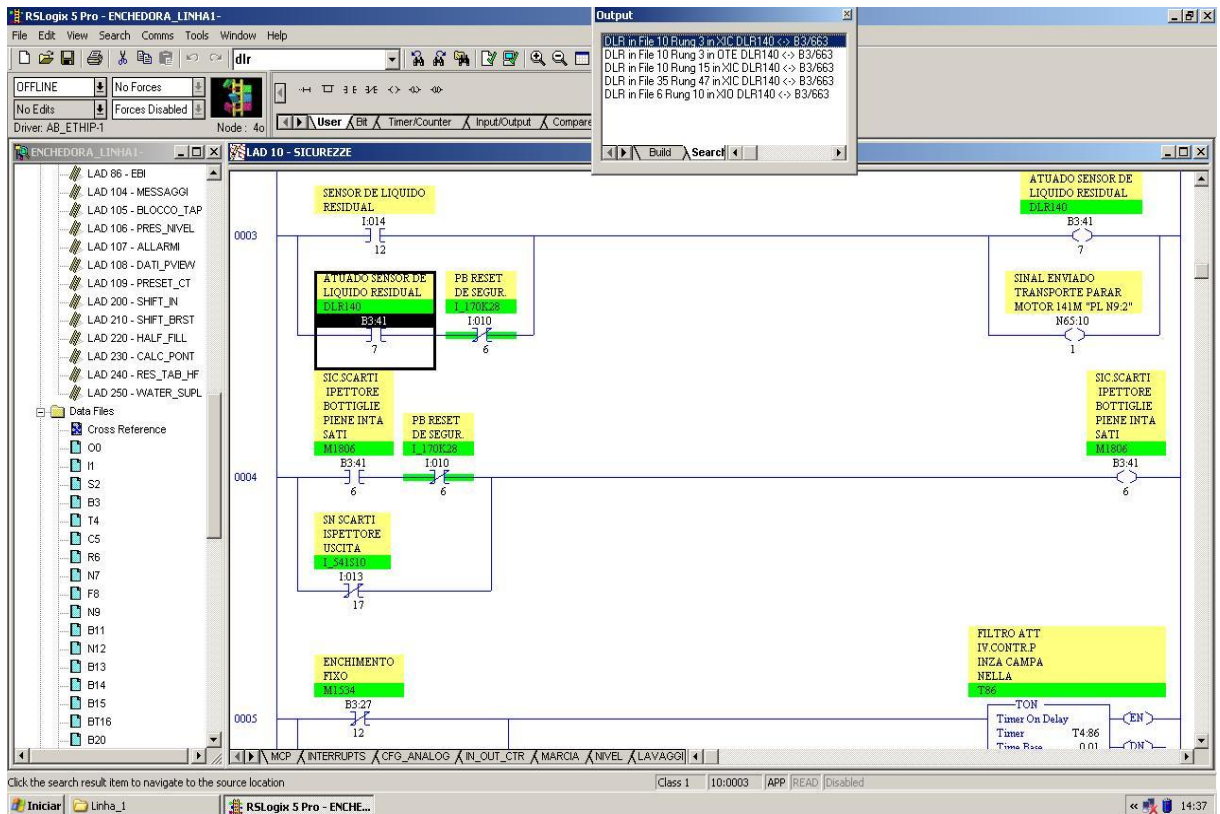 RSLogix 5 Pro - ENCHEDORA_LINHA1-
File Edit View Search Comms Tools Window Help
dlr
OFFLINE
No Forces
No Edits
Forces Disabled
Driver: AB_ETHIP-1
Node : 4o
User
Bit
Timer/Counter
Input/Output
Compare
Output
DLR in File 10 Rung 3 in XIC DLR140 <-> B3/663
DLR in File 10 Rung 3 in OTE DLR140 <-> B3/663
DLR in File 10 Rung 15 in XIC DLR140 <-> B3/663
DLR in File 35 Rung 47 in XIC DLR140 <-> B3/663
DLR in File 6 Rung 10 in XIO DLR140 <-> B3/663
Build
Search
ENCHEDORA_LINHA1-
LAD 86 - EBI
LAD 104 - MESSAGGI
LAD 105 - BLOCCO_TAP
LAD 106 - PRES_NIVEL
LAD 107 - ALLARMI
LAD 108 - DATI_PVIEW
LAD 109 - PRESET_CT
LAD 200 - SHIFT_IN
LAD 210 - SHIFT_BRST
LAD 220 - HALF_FILL
LAD 230 - CALC_PONT
LAD 240 - RES_TAB_HF
LAD 250 - WATER_SUPL
Data Files
Cross Reference
O0
I1
S2
B3
T4
C5
R6
N7
F8
N9
B11
N12
B13
B14
B15
BT16
B20
LAD 10 - SICUREZZE
0003
SENSOR DE LIQUIDO
RESIDUAL
I:014
12
ATUADO SENSOR DE
LIQUIDO RESIDUAL
DLR140
B3:41
7
ATUADO SENSOR DE
LIQUIDO RESIDUAL
DLR140
B3:41
7
PB RESET
DE SEGUR.
I_170K28
I:010
6
SINAL ENVIADO
TRANSPORTE PARAR
MOTOR 141M "PL N9:2"
N65:10
1
0004
SIC.SCARTI
IPETTORE
BOTTIGLIE
PIENE INTA
SATI
M1806
B3:41
6
PB RESET
DE SEGUR.
I_170K28
I:010
6
SIC.SCARTI
IPETTORE
BOTTIGLIE
PIENE INTA
SATI
M1806
B3:41
6
SN SCARTI
ISPETTORE
USCITA
I_541S10
I:013
17
0005
ENCHIMENTO
FIXO
M1534
B3:27
12
FILTRO ATT
IV.CONTR.P
INZA CAMPA
NELLA
T86
TON
Timer On Delay
Timer T4:86
Time Base 0.01
EN
DN
MCP
INTERRUPTS
CFG_ANALOG
IN_OUT_CTR
MARCIA
NIVEL
LAVAGGI
Click the search result item to navigate to the source location
Class 1
10:0003
APP
READ
Disabled
Iniciar
Linha_1
RSLogix 5 Pro - ENCHE...
14:37